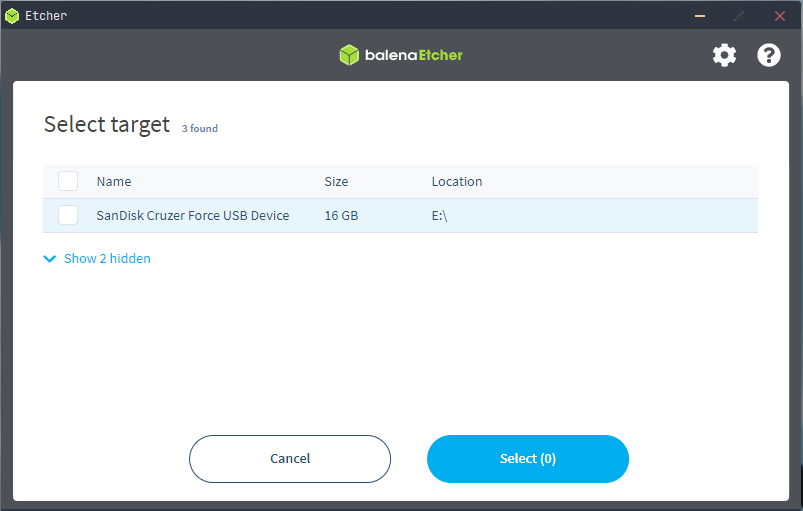 Etcher
balenaEtcher
Select target 3 found
Name Size Location
SanDisk Cruzer Force USB Device 16 GB E:\
Show 2 hidden
Cancel Select (0)